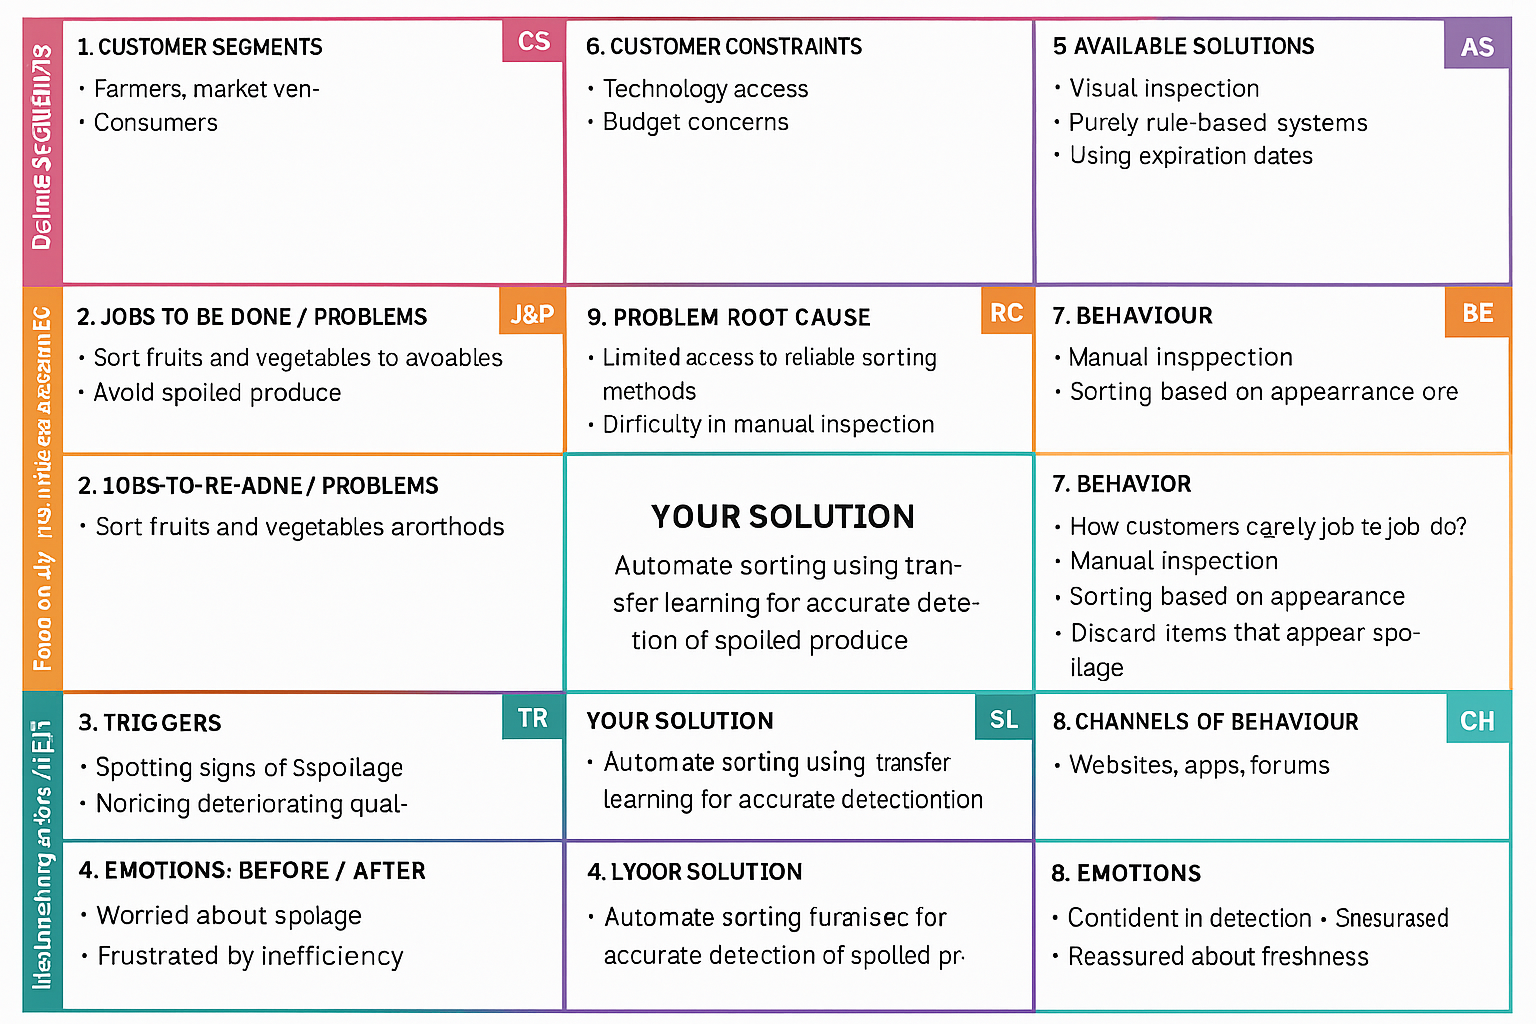 1. CUSTOMER SEGMENTS
CS
• Farmers, market ven-
• Consumers
6. CUSTOMER CONSTRAINTS
• Technology access
• Budget concerns
5 AVAILABLE SOLUTIONS
AS
• Visual inspection
• Purely rule-based systems
• Using expiration dates
2. JOBS TO BE DONE / PROBLEMS
J&P
• Sort fruits and vegetables to avoables
• Avoid spoiled produce
9. PROBLEM ROOT CAUSE
RC
• Limited access to reliable sorting
methods
• Dirficulty in manual inspection
7. BEHAVIOUR
BE
• Manual insppection
• Sorting based on appearrance ore
2. 10BS-TO-RE-ADNE / PROBLEMS
• Sort fruits and vegetables arorthods
YOUR SOLUTION
Automate sorting using tran-
sfer learning for accurate dete-
tion of spoiled produce
7. BEHAVIOR
• How customers carely job te job do?
• Manual inspection
• Sorting based on appearance
• Discard items that appear spo-
ilage
3. TRIGGERS
TR
• Spotting signs of Sspoilage
• Noricing deteriorating qual-
YOUR SOLUTION
SL
• Automate sorting using transfer
learning for accurate detectiontion
8. CHANNELS OF BEHAVIOUR
CH
• Websites, apps, forums
4. EMOTIONS: BEFORE / AFTER
• Worried about spolage
• Frustrated by inefficiency
4. LYOOR SOLUTION
• Automate sorting furanisec for
accurate detection of spolled pr.
8. EMOTIONS
• Contident in detection • Snesurased
• Reassured about freshness